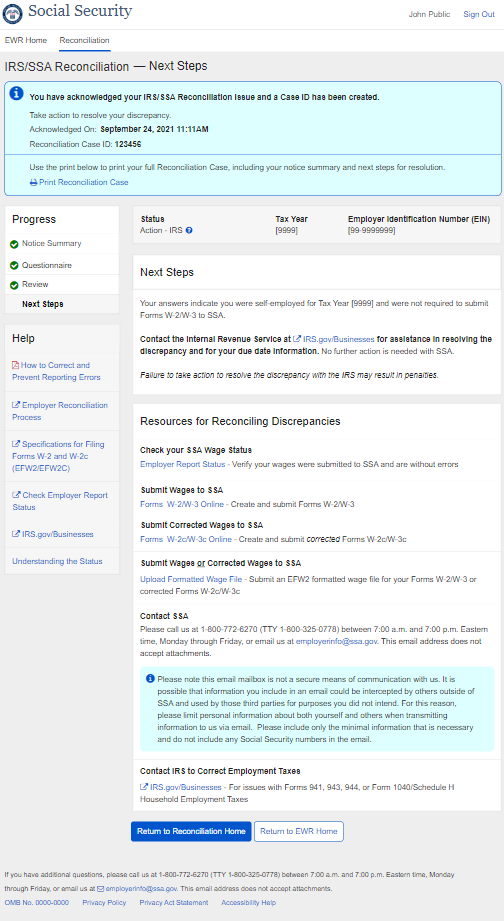 Social Security
John Public Sign Out
EWR Home Reconciliation
IRS/SSA Reconciliation — Next Steps
You have acknowledged your IRS/SSA Reconciliation Issue and a Case ID has been created.
Take action to resolve your discrepancy.
Acknowledged On: September 24, 2021 11:11AM
Reconciliation Case ID: 123456
Use the print below to print your full Reconciliation Case, including your notice summary and next steps for resolution.
Print Reconciliation Case
Progress
Notice Summary
Questionnaire
Review
Next Steps
Help
How to Correct and
Prevent Reporting Errors
Employer Reconciliation
Process
Specifications for Filing
Forms W-2 and W-2c
(EFW2/EFW2C)
Check Employer Report
Status
IRS.gov/Businesses
Understanding the Status
Status Tax Year Employer Identification Number (EIN)
Action - IRS [9999] [99-9999999]
Next Steps
Your answers indicate you were self-employed for Tax Year [9999] and were not required to submit
Forms W-2/W-3 to SSA.
Contact the Internal Revenue Service at IRS.gov/Businesses for assistance in resolving the
discrepancy and for your due date information. No further action is needed with SSA.
Failure to take action to resolve the discrepancy with the IRS may result in penalties.
Resources for Reconciling Discrepancies
Check your SSA Wage Status
Employer Report Status - Verify your wages were submitted to SSA and are without errors
Submit Wages to SSA
Forms W-2/W-3 Online - Create and submit Forms W-2/W-3
Submit Corrected Wages to SSA
Forms W-2c/W-3c Online - Create and submit corrected Forms W-2c/W-3c
Submit Wages or Corrected Wages to SSA
Upload Formatted Wage File - Submit an EFW2 formatted wage file for your Forms W-2/W-3 or
corrected Forms W-2c/W-3c
Contact SSA
Please call us at 1-800-772-6270 (TTY 1-800-325-0778) between 7:00 a.m. and 7:00 p.m. Eastern
time, Monday through Friday, or email us at employerinfo@ssa.gov. This email address does not
accept attachments.
Please note this email mailbox is not a secure means of communication with us. It is
possible that information you include in an email could be intercepted by others outside of
SSA and used by those third parties for purposes you did not intend. For this reason,
please limit personal information about both yourself and others when transmitting
information to us via email. Please include only the minimal information that is necessary
and do not include any Social Security numbers in the email.
Contact IRS to Correct Employment Taxes
IRS.gov/Businesses - For issues with Forms 941, 943, 944, or Form 1040/Schedule H
Household Employment Taxes
Return to Reconciliation Home Return to EWR Home
If you have additional questions, please call us at 1-800-772-6270 (TTY 1-800-325-0778) between 7:00 a.m. and 7:00 p.m. Eastern time, Monday
through Friday, or email us at employerinfo@ssa.gov. This email address does not accept attachments.
OMB No. 0000-0000 Privacy Policy Privacy Act Statement Accessibility Help